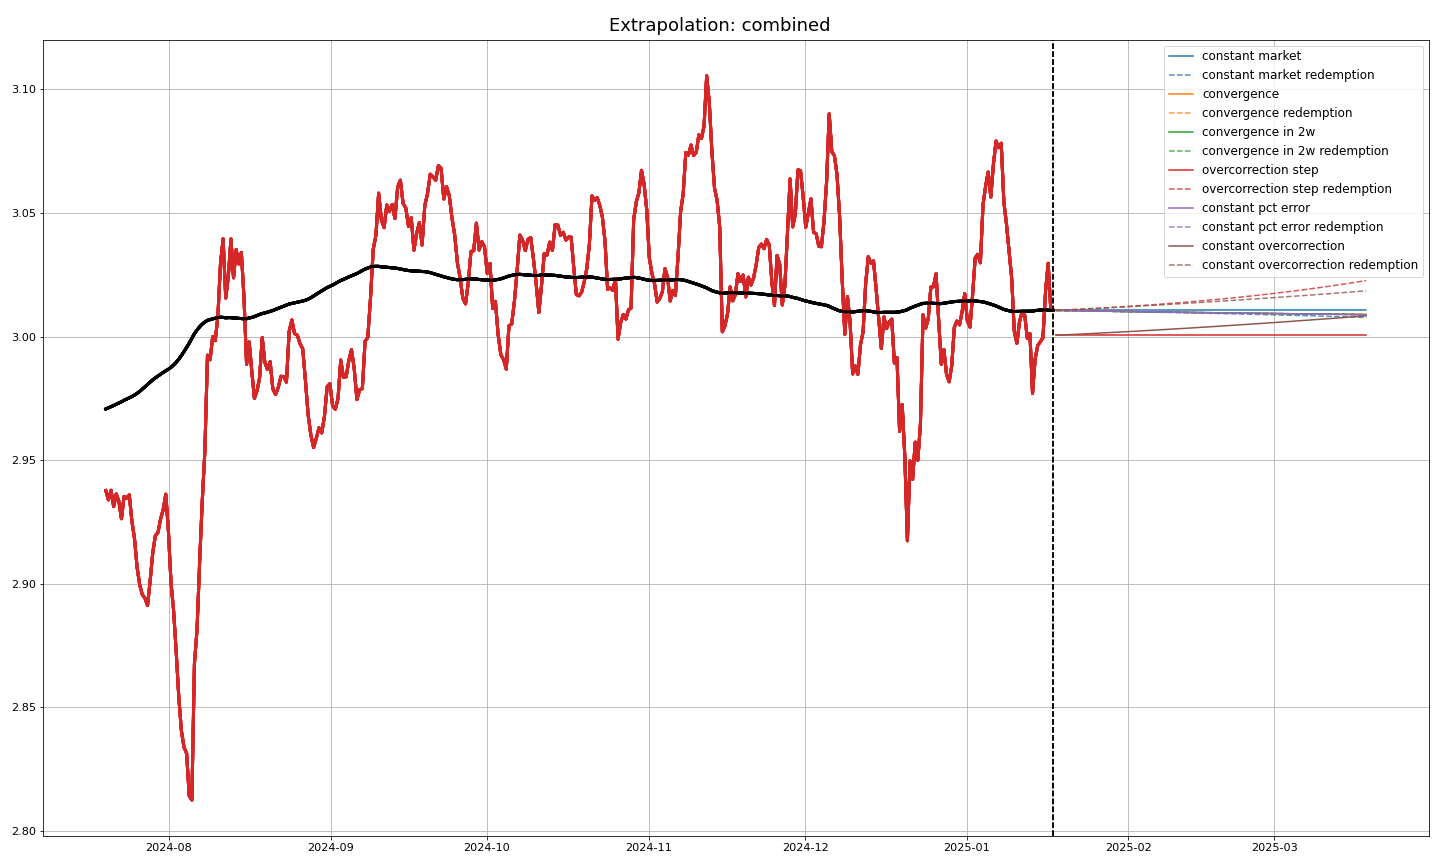 Extrapolation: combined
3.10
3.05
3.00
2.95
2.90
2.85
2.80
constant market
constant market redemption
convergence
convergence redemption
convergence in 2w
convergence in 2w redemption
overcorrection step
overcorrection step redemption
constant pct error
constant pct error redemption
constant overcorrection
constant overcorrection redemption
2024-08 2024-09 2024-10 2024-11 2024-12 2025-01 2025-02 2025-03